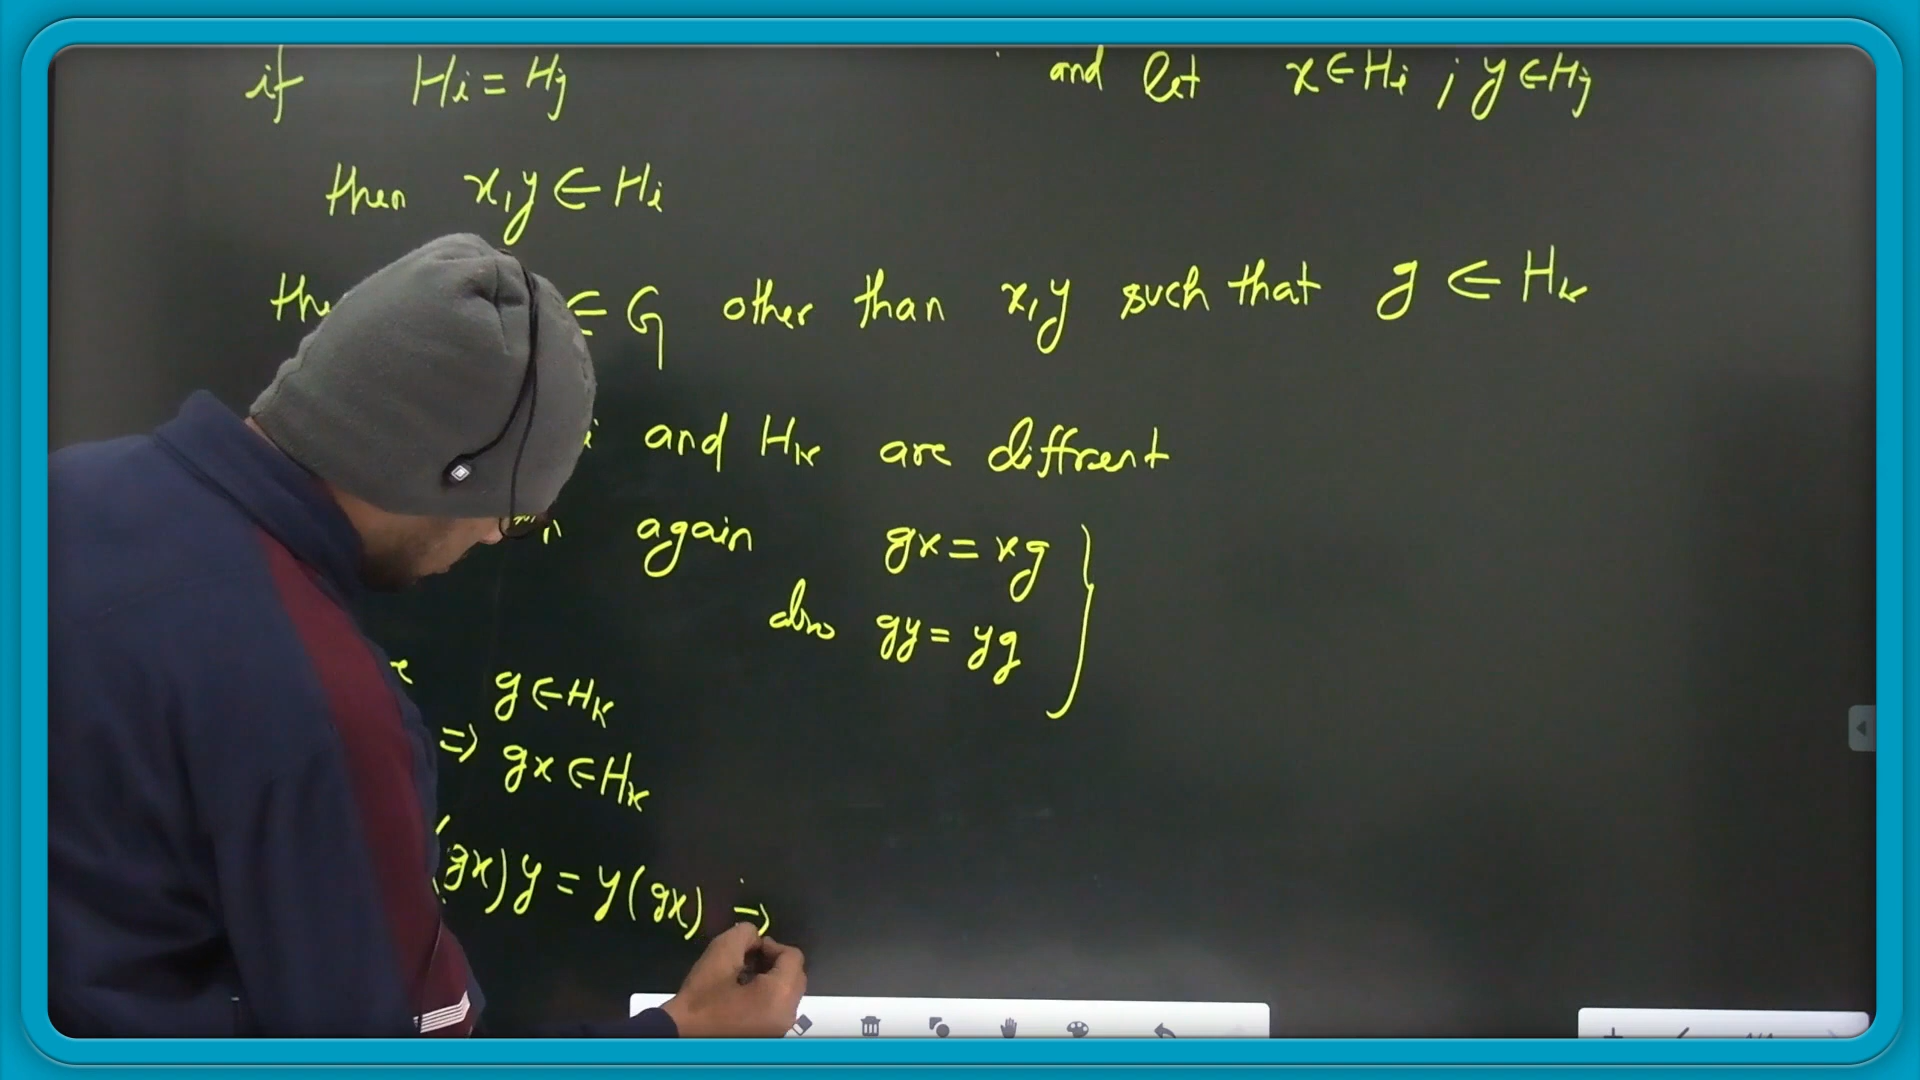 if Hi = Hj and let x ∈ Hi ; y ∈ Hj
then x, y ∈ Hi
∈ G other than x, y such that g ∈ Hk
and Hk are diffrent
again gx = xg
also gy = yg
g ∈ Hk
=> gx ∈ Hk
(gx) y = y (gx) =>